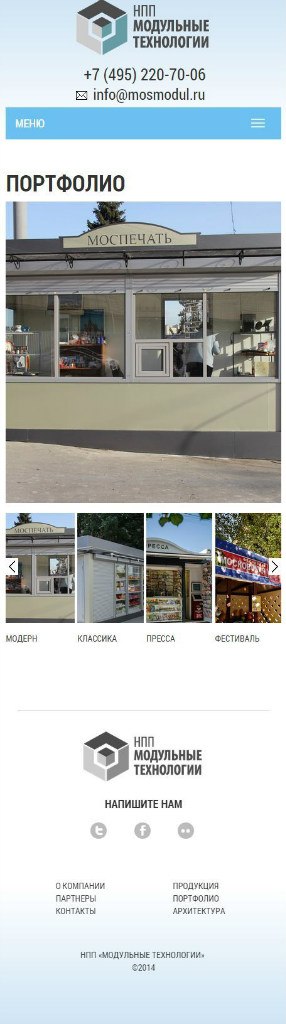 НПП
МОДУЛЬНЫЕ
ТЕХНОЛОГИИ
+7 (495) 220-70-06
info@mosmodul.ru
МЕНЮ
ПОРТФОЛИО
МОСПЕЧАТЬ
МОСПЕЧАТЬ
РЕССА
МОДЕРН
КЛАССИКА
ПРЕССА
ФЕСТИВАЛЬ
НПП
МОДУЛЬНЫЕ
ТЕХНОЛОГИИ
НАПИШИТЕ НАМ
О КОМПАНИИ
ПРОДУКЦИЯ
ПАРТНЕРЫ
ПОРТФОЛИО
КОНТАКТЫ
АРХИТЕКТУРА
НПП «МОДУЛЬНЫЕ ТЕХНОЛОГИИ»
©2014